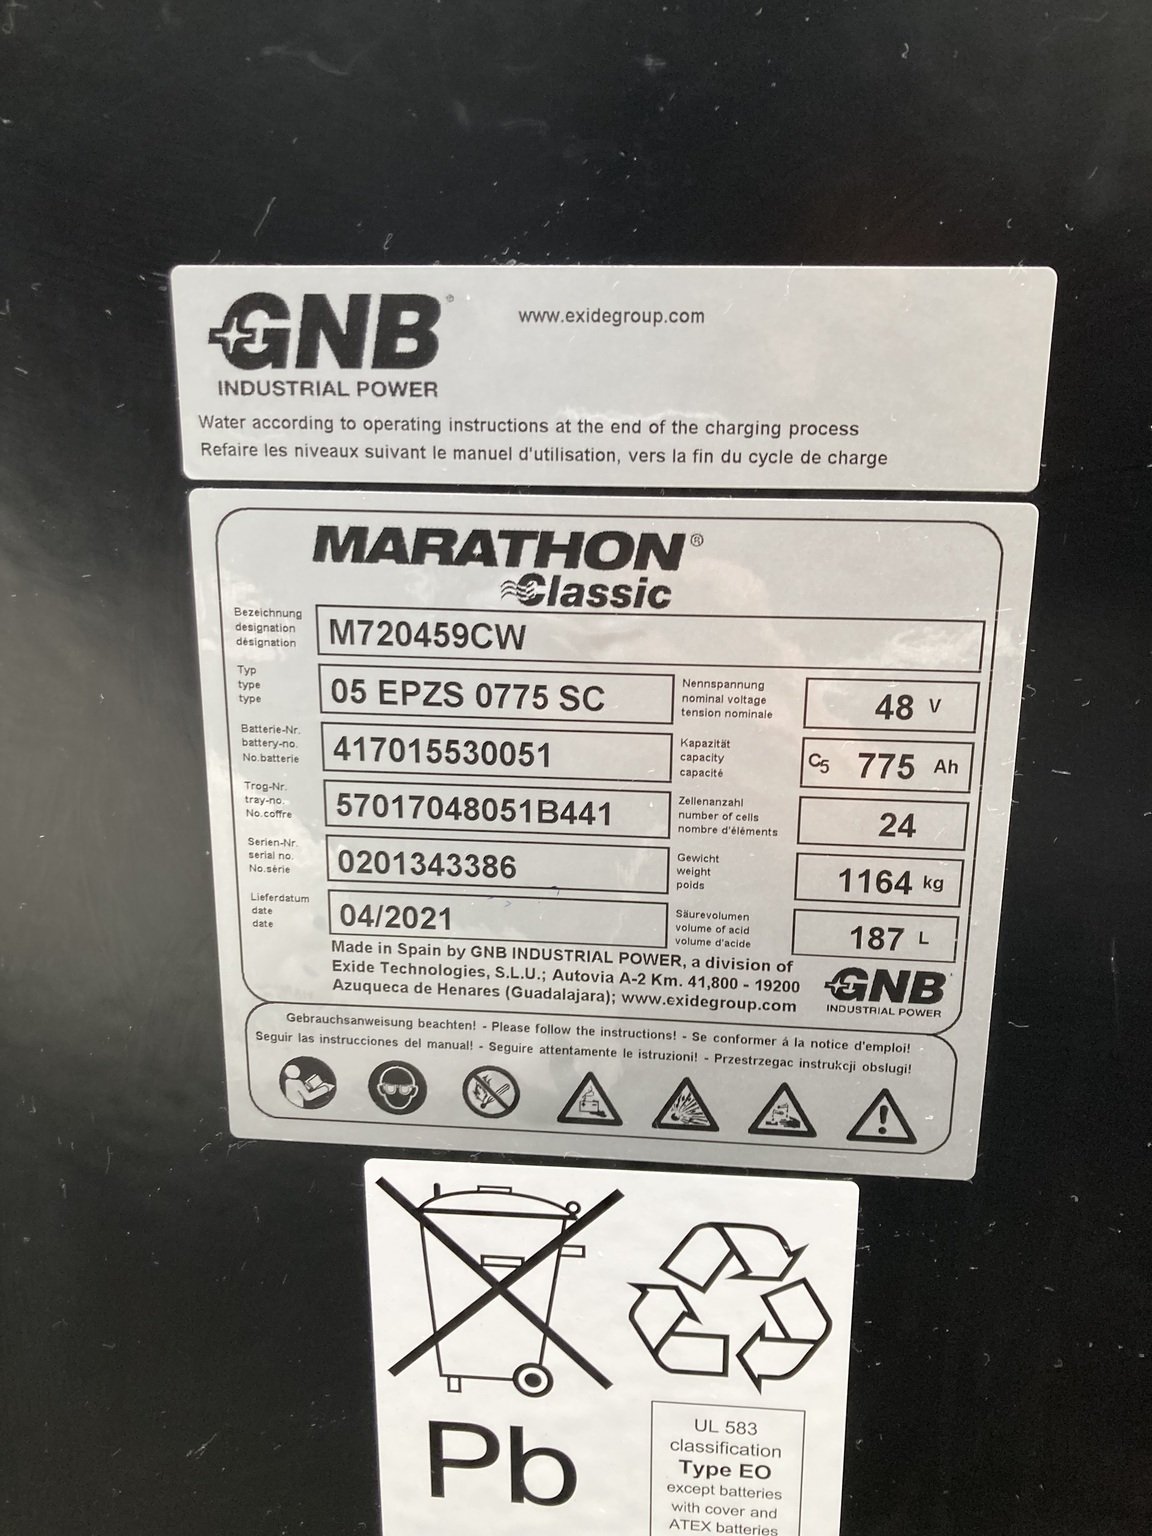 GNB®
www.exidegroup.com
INDUSTRIAL POWER
Water according to operating instructions at the end of the charging process
Refaire les niveaux suivant le manuel d'utilisation, vers la fin du cycle de charge
MARATHON®
Classic
Bezeichnung
designation
désignation
M720459CW
Typ
type
type
05 EPZS 0775 SC
Nennspannung
nominal voltage
tension nominale
48 V
Batterie-Nr.
battery-no.
No.batterie
417015530051
Kapazität
capacity
capacité
C5 775 Ah
Trog-Nr.
tray-no.
No.coffre
57017048051B441
Zellenanzahl
number of cells
nombre d'éléments
24
Serien-Nr.
serial no.
No.série
0201343386
Gewicht
weight
poids
1164 kg
Lieferdatum
date
date
04/2021
Säurevolumen
volume of acid
volume d'acide
187 L
Made in Spain by GNB INDUSTRIAL POWER, a division of
Exide Technologies, S.L.U.; Autovia A-2 Km. 41,800 - 19200
Azuqueca de Henares (Guadalajara); www.exidegroup.com
GNB
INDUSTRIAL POWER
Gebrauchsanweisung beachten! - Please follow the instructions! - Se conformer á la notice d'emploi!
Seguir las instrucciones del manual! - Seguire attentamente le istruzioni! - Przestrzegac instrukcji obslugi!
Pb
UL 583
classification
Type EO
except batteries
with cover and
ATEX batteries